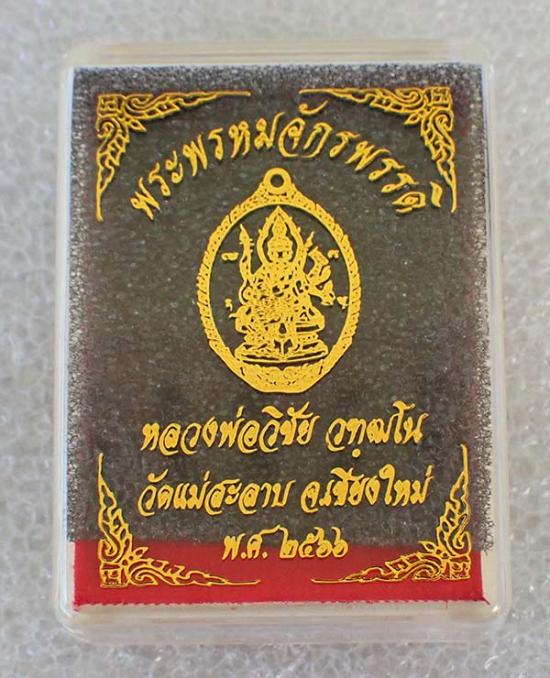 พระพรหมจักรพรรดิ์
หลวงพ่อวิชัย วฑฺฒโน
วัดแม่สะลาบ จ.เชียงใหม่
พ.ศ. ๒๕๖๖